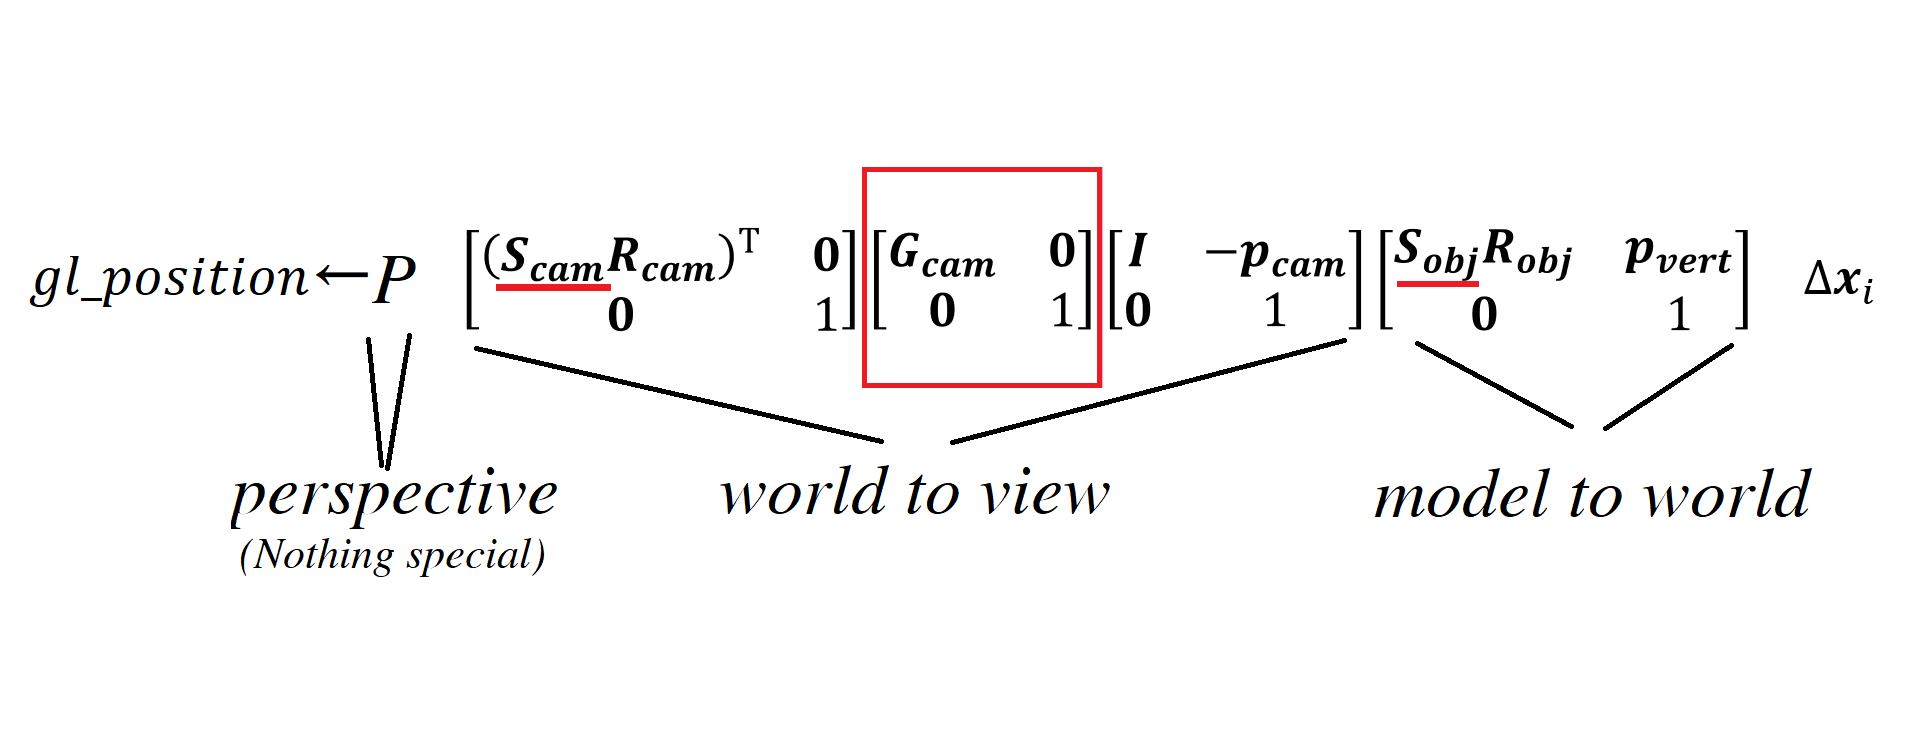 gl_position←P [(S_cam R_cam)^T 0 0 1] [G_cam 0 0 1] [I −p_cam 0 1] [S_obj R_obj p_vert 0 1] Δx_i
perspective
(Nothing special)
world to view
model to world